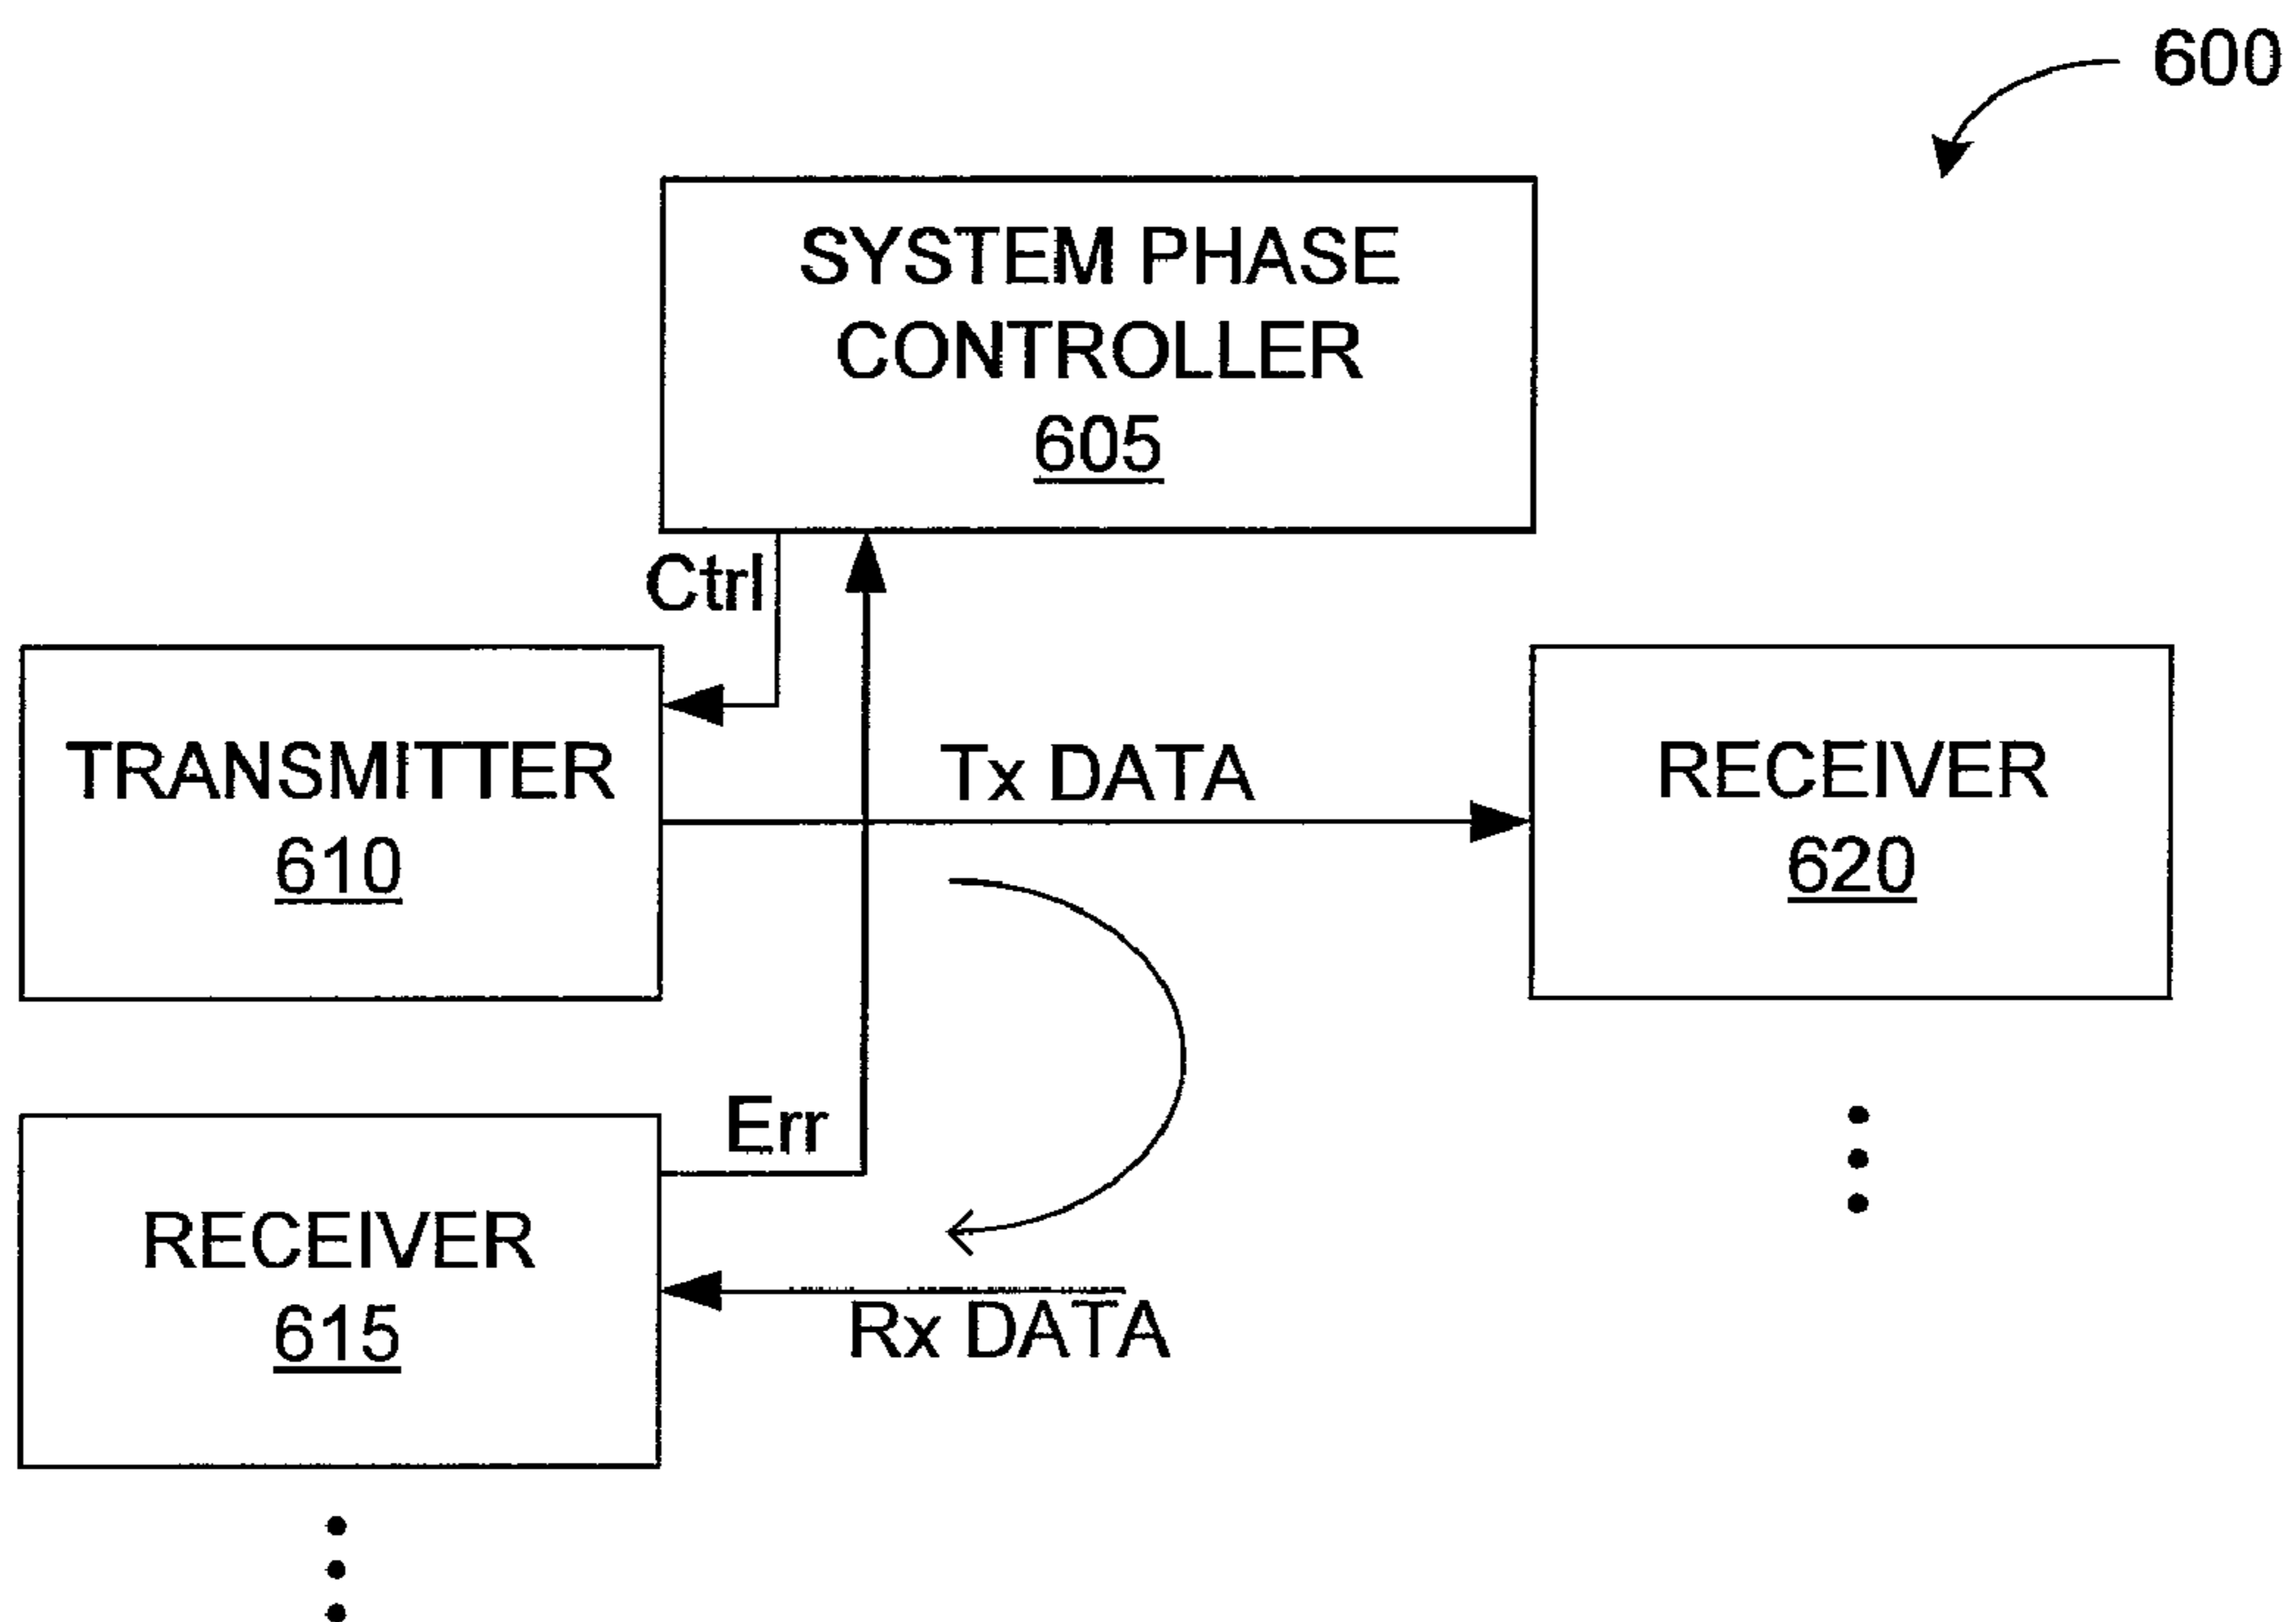 600
SYSTEM PHASE
CONTROLLER
605
Ctrl
TRANSMITTER
610
Tx DATA
RECEIVER
620
Err
RECEIVER
615
Rx DATA